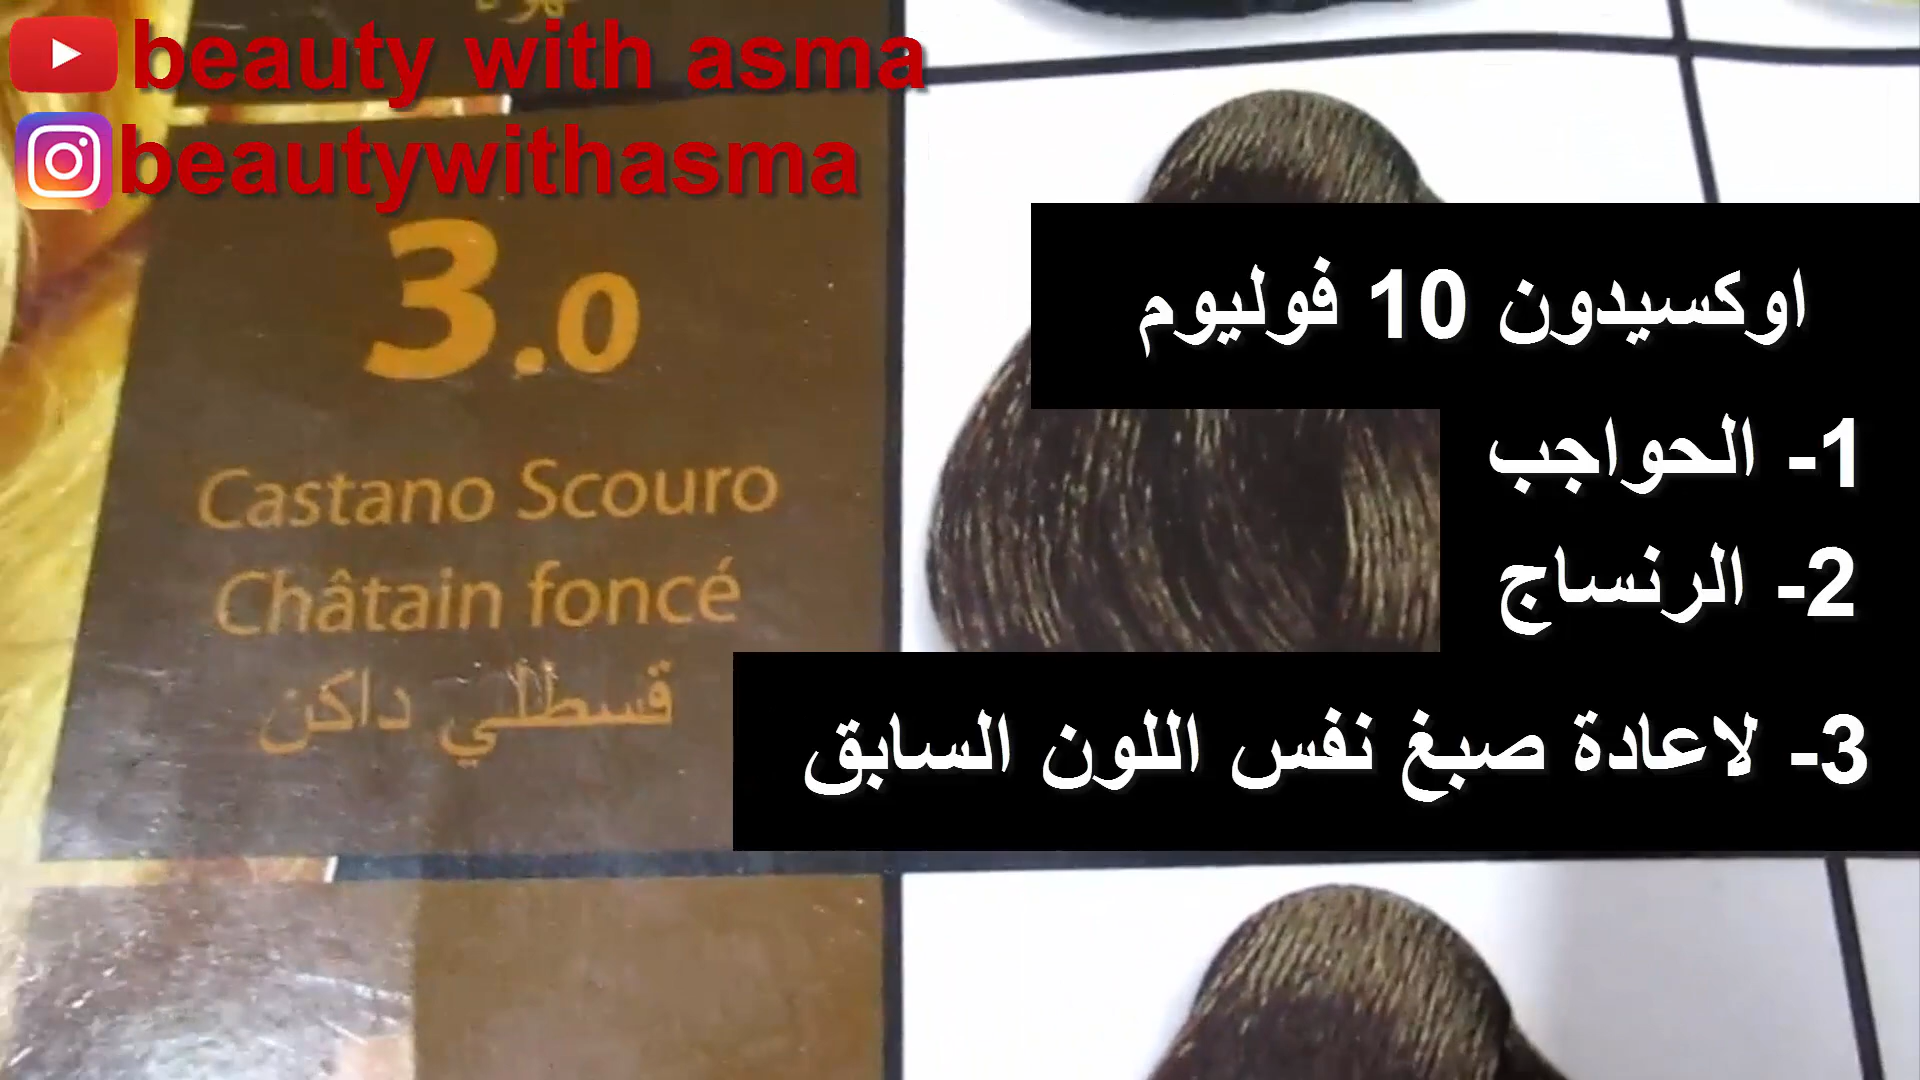 beauty with asma
beautywithasma
3.0
Castano Scouro
Châtain foncé
قسطلي داكن
اوكسيدون 10 فوليوم
1- الحواجب
2- الرنساج
3- لاعادة صبغ نفس اللون السابق